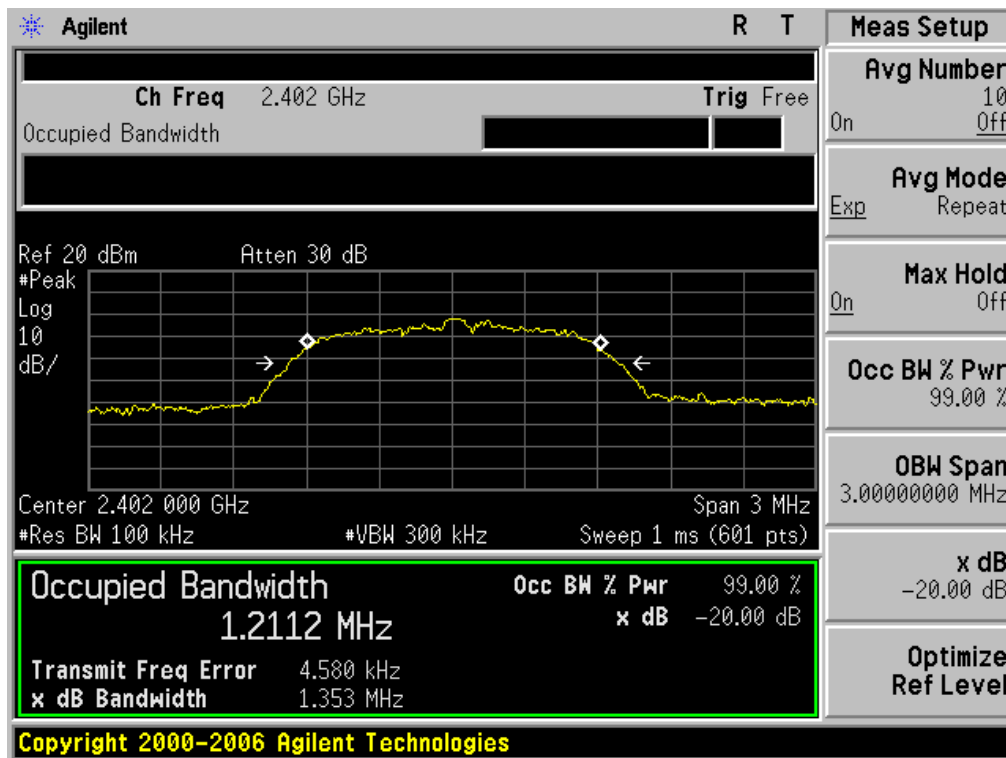 Agilent R T
Ch Freq 2.402 GHz Trig Free
Occupied Bandwidth
Ref 20 dBm Atten 30 dB
#Peak
Log
10
dB/
Center 2.402 000 GHz Span 3 MHz
#Res BW 100 kHz #VBW 300 kHz Sweep 1 ms (601 pts)
Occupied Bandwidth
1.2112 MHz
Occ BW % Pwr 99.00 %
x dB -20.00 dB
Transmit Freq Error 4.580 kHz
x dB Bandwidth 1.353 MHz
Copyright 2000-2006 Agilent Technologies
Meas Setup
Avg Number
10
On Off
Avg Mode
Exp Repeat
Max Hold
On Off
Occ BW % Pwr
99.00 %
OBW Span
3.00000000 MHz
x dB
-20.00 dB
Optimize
Ref Level